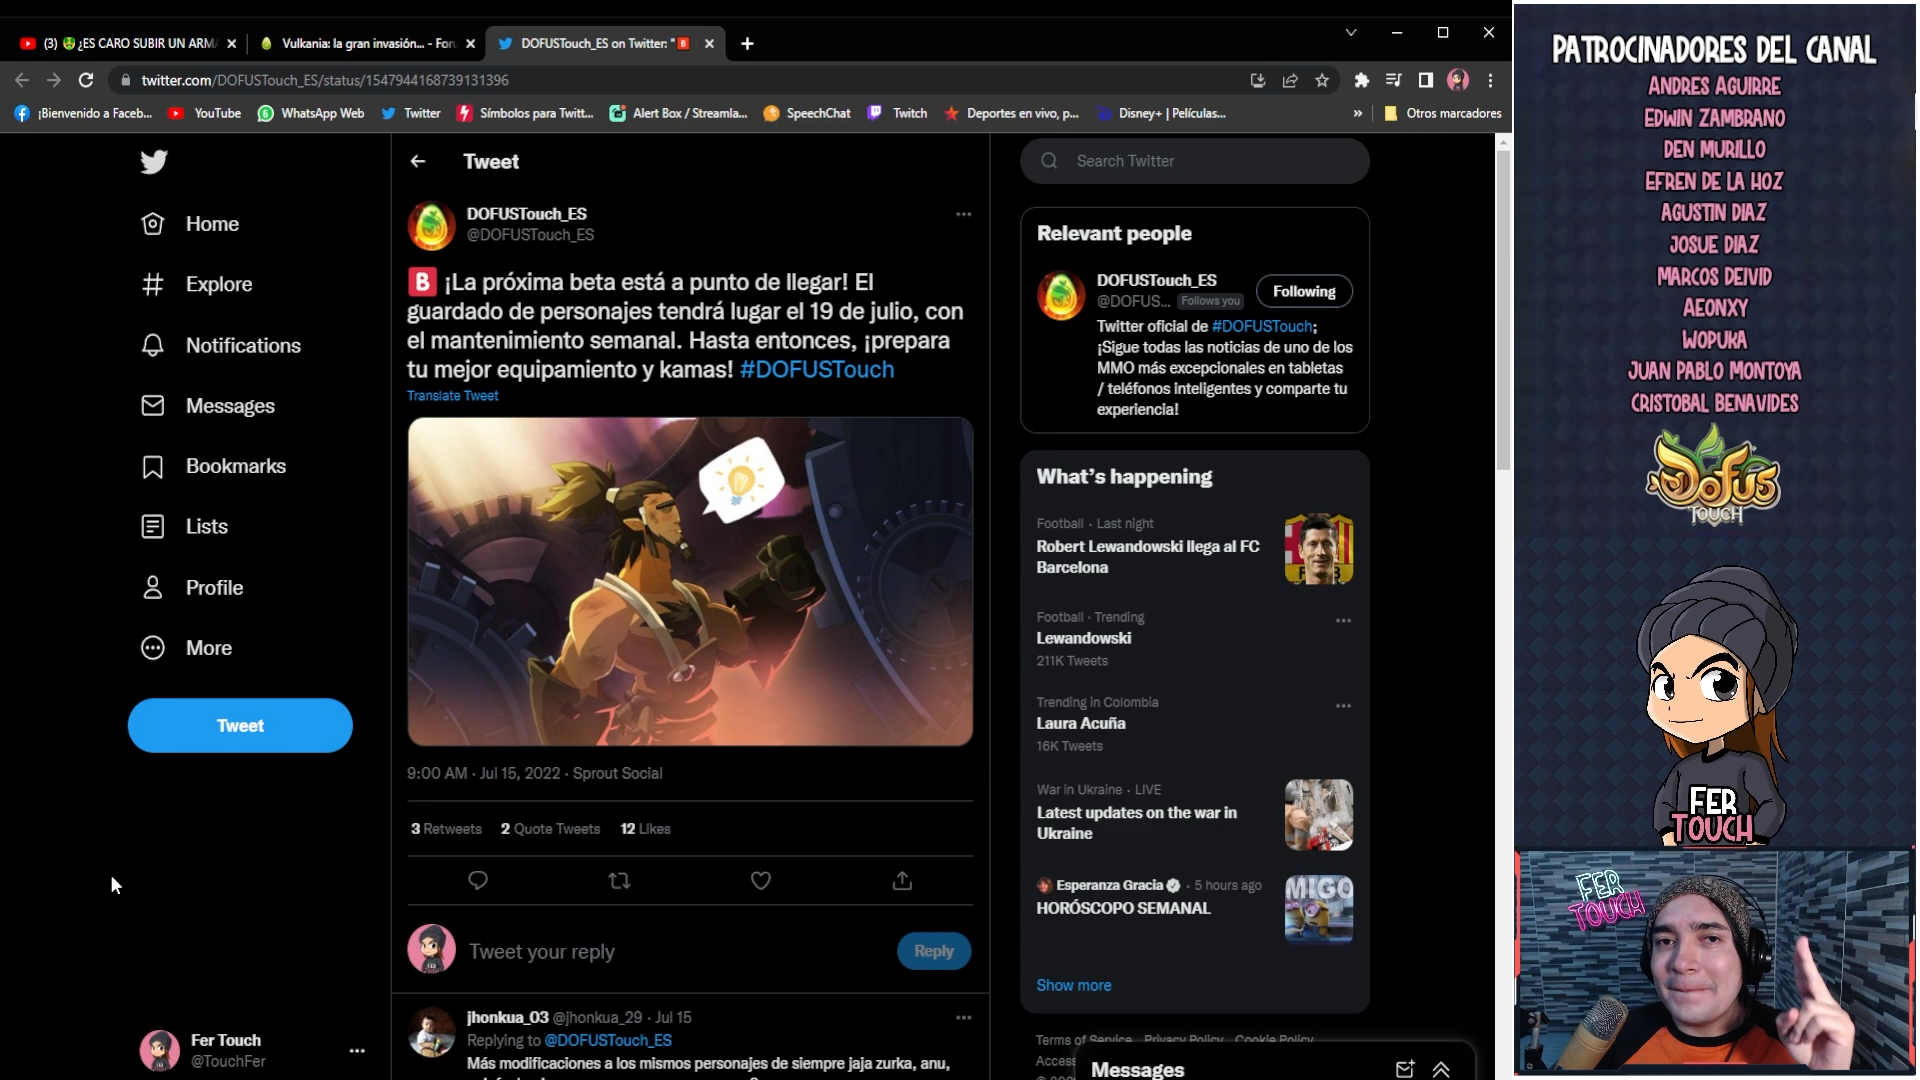 (3) ¿ES CARO SUBIR UN ARMA
Vulkania: la gran invasión... - Foru
DOFUSTouch_ES on Twitter: "
twitter.com/DOFUSTouch_ES/status/1547944168739131396
¡Bienvenido a Faceb...
YouTube
WhatsApp Web
Twitter
Símbolos para Twitt...
Alert Box / Streamla...
SpeechChat
Twitch
Deportes en vivo, p...
Disney+ | Películas...
»
Otros marcadores
Home
Explore
Notifications
Messages
Bookmarks
Lists
Profile
More
Tweet
Fer Touch
@TouchFer
Tweet
DOFUSTouch_ES
@DOFUSTouch_ES
B ¡La próxima beta está a punto de llegar! El
guardado de personajes tendrá lugar el 19 de julio, con
el mantenimiento semanal. Hasta entonces, ¡prepara
tu mejor equipamiento y kamas! #DOFUSTouch
Translate Tweet
9:00 AM · Jul 15, 2022 · Sprout Social
3 Retweets 2 Quote Tweets 12 Likes
Tweet your reply
Reply
jhonkua_03 @jhonkua_29 · Jul 15
Replying to @DOFUSTouch_ES
Más modificaciones a los mismos personajes de siempre jaja zurka, anu,
Search Twitter
Relevant people
DOFUSTouch_ES
@DOFUS... Follows you
Following
Twitter oficial de #DOFUSTouch;
¡Sigue todas las noticias de uno de los
MMO más excepcionales en tabletas
/ teléfonos inteligentes y comparte tu
experiencia!
What's happening
Football · Last night
Robert Lewandowski llega al FC
Barcelona
Football · Trending
Lewandowski
211K Tweets
Trending in Colombia
Laura Acuña
16K Tweets
War in Ukraine · LIVE
Latest updates on the war in
Ukraine
Esperanza Gracia · 5 hours ago
HORÓSCOPO SEMANAL
MIGO
Show more
Terms of Service Privacy Policy Cookie Policy
Access
Messages
PATROCINADORES DEL CANAL
ANDRES AGUIRRE
EDWIN ZAMBRANO
DEN MURILLO
EFREN DE LA HOZ
AGUSTIN DIAZ
JOSUE DIAZ
MARCOS DEIVID
AEONXY
WOPUKA
JUAN PABLO MONTOYA
CRISTOBAL BENAVIDES
DOFUS
TOUCH
FER
TOUCH
FER
TOUCH